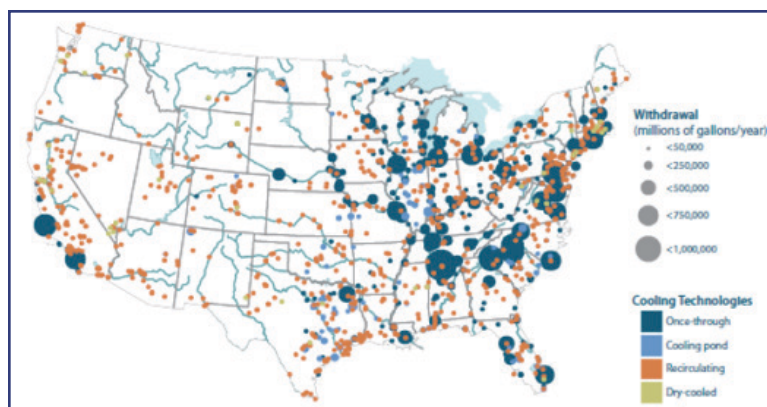 Withdrawal
(millions of gallons/year)
<50,000
<250,000
<500,000
<750,000
<1,000,000
Cooling Technologies
Once-through
Cooling pond
Recirculating
Dry-cooled